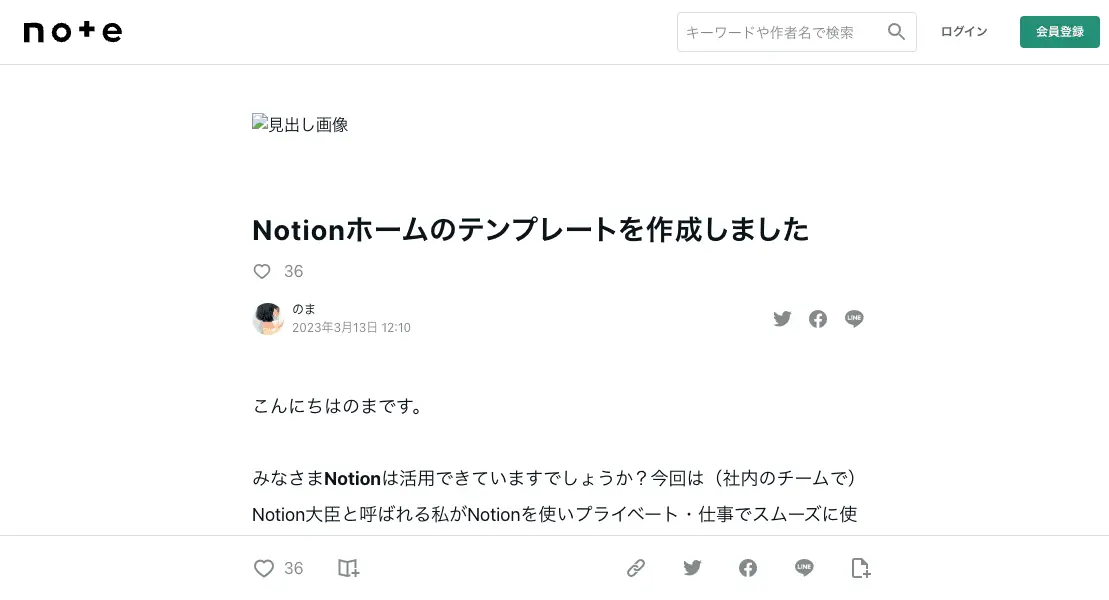 note
キーワードや作者名で検索
ログイン
会員登録
見出し画像
Notionホームのテンプレートを作成しました
36
のま
2023年3月13日 12:10
LINE
こんにちはのまです。
みなさまNotionは活用できていますでしょうか？今回は（社内のチームで）
Notion大臣と呼ばれる私がNotionを使いプライベート・仕事でスムーズに使
36
LINE